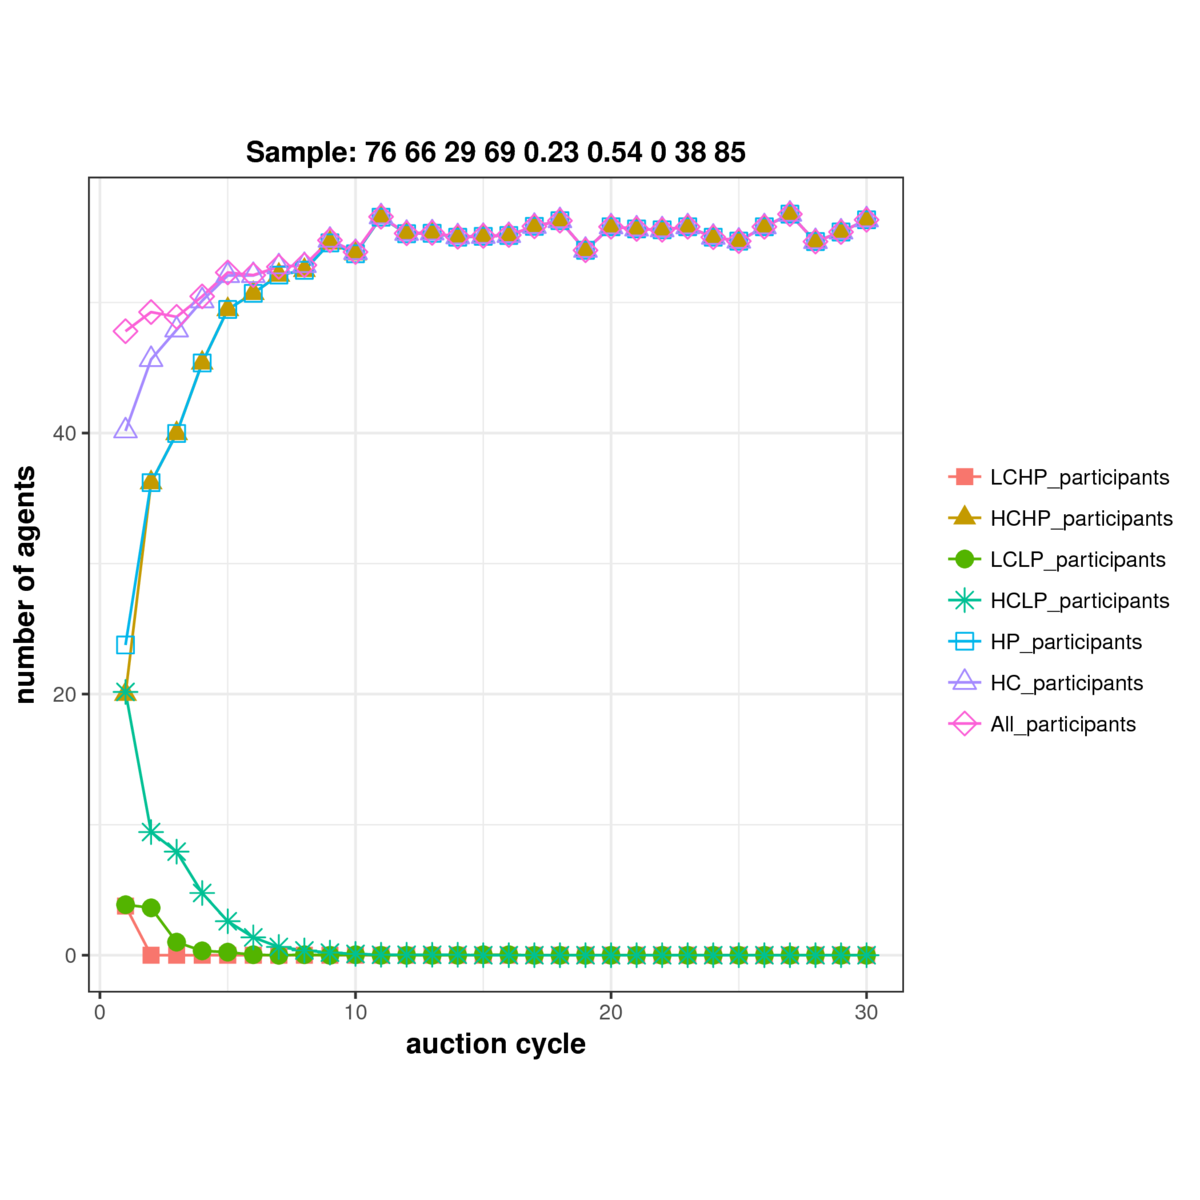 Sample: 76 66 29 69 0.23 0.54 0 38 85
number of agents
40
20
0
0 10 20 30
auction cycle
LCHP_participants
HCHP_participants
LCLP_participants
HCLP_participants
HP_participants
HC_participants
All_participants